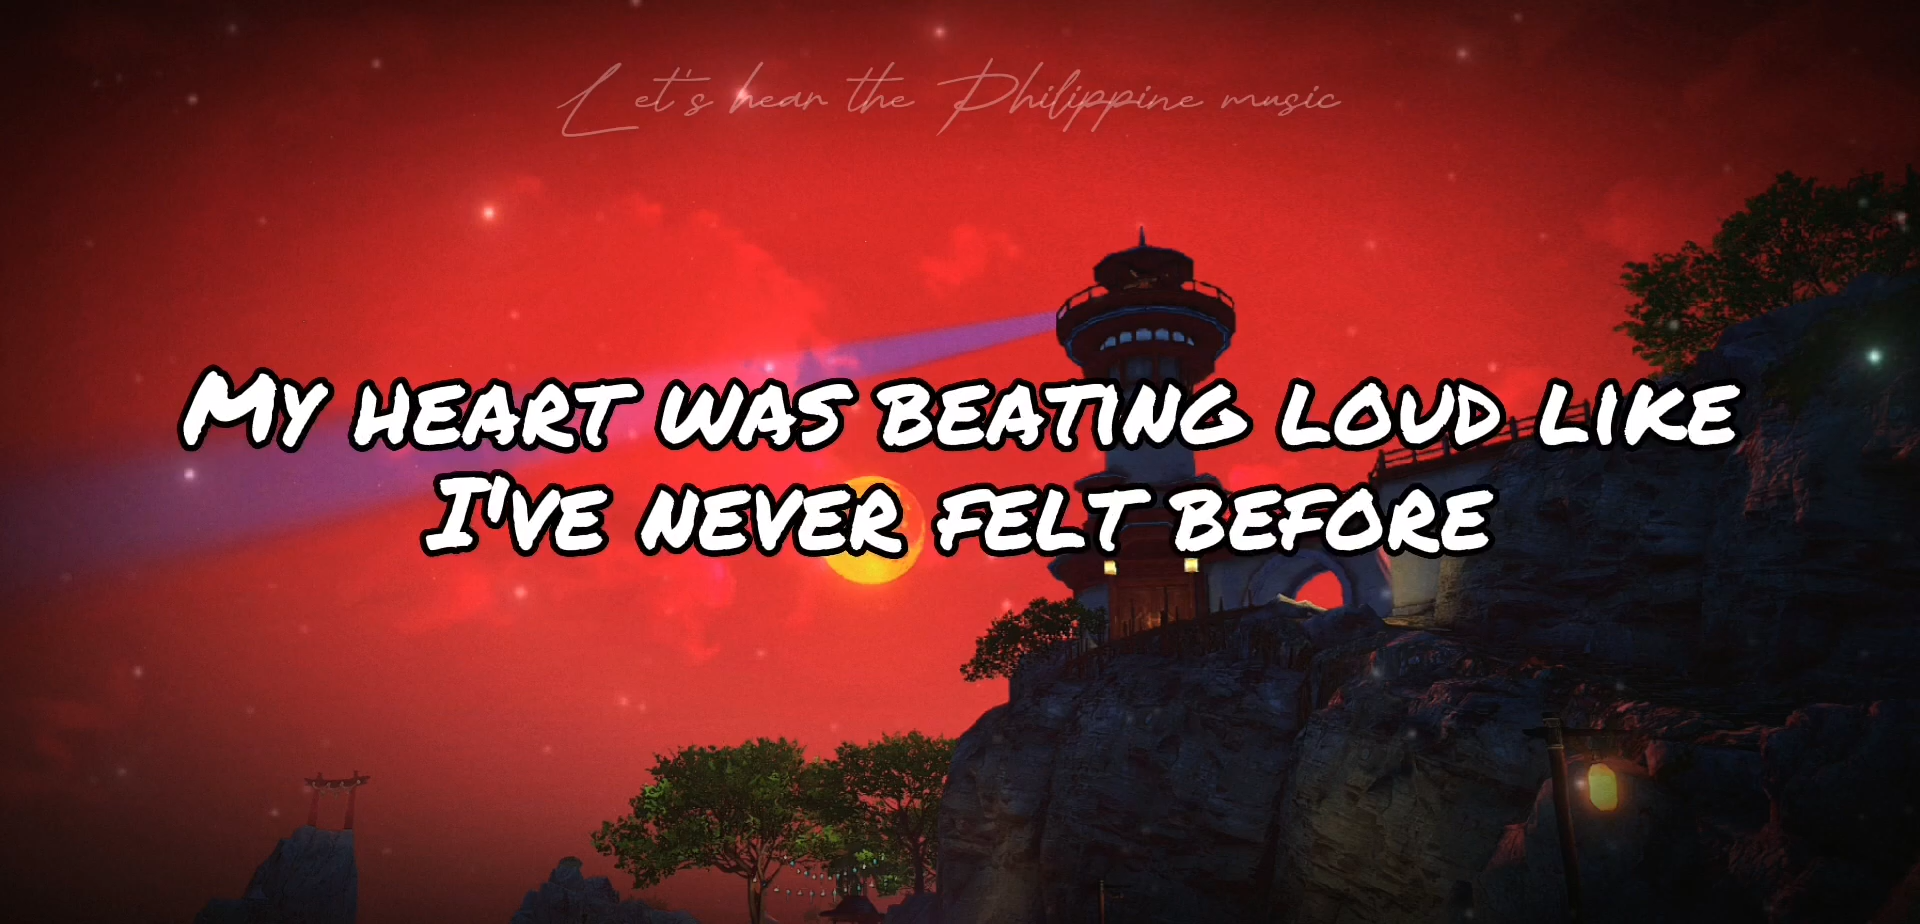 Let's hear the Philippine music
My heart was beating loud like
I've never felt before